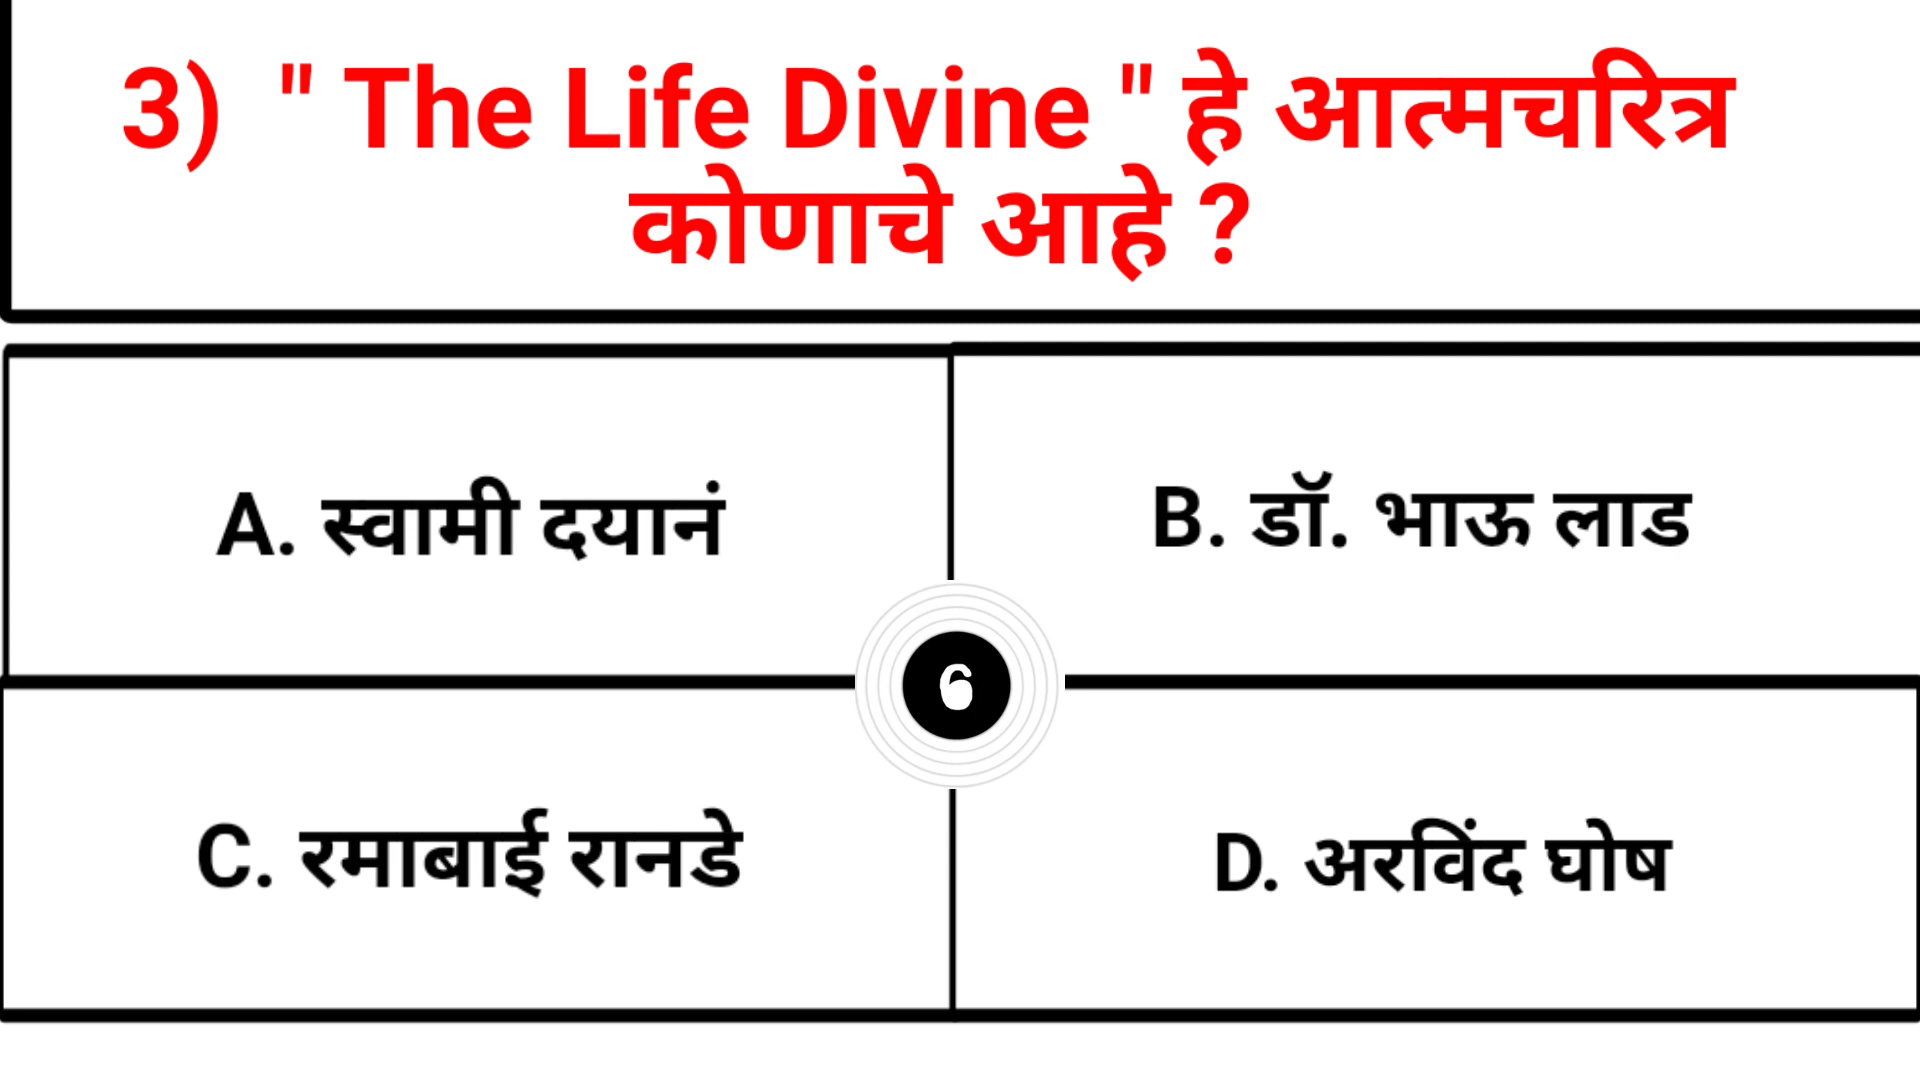 3) " The Life Divine " हे आत्मचरित्र
कोणाचे आहे ?
A. स्वामी दयानं
B. डॉ. भाऊ लाड
6
C. रमाबाई रानडे
D. अरविंद घोष